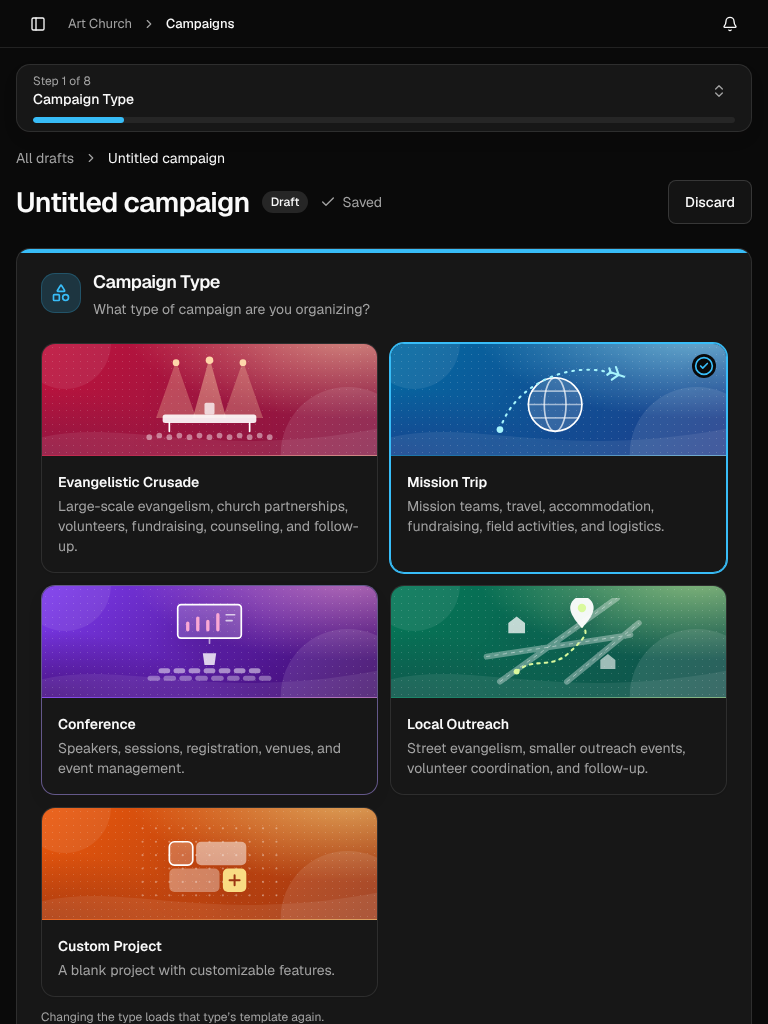 Art Church
Campaigns
Step 1 of 8
Campaign Type
All drafts
Untitled campaign
Untitled campaign
Draft
Saved
Discard
Campaign Type
What type of campaign are you organizing?
Evangelistic Crusade
Large-scale evangelism, church partnerships,
volunteers, fundraising, counseling, and follow-
up.
Mission Trip
Mission teams, travel, accommodation,
fundraising, field activities, and logistics.
Conference
Speakers, sessions, registration, venues, and
event management.
Local Outreach
Street evangelism, smaller outreach events,
volunteer coordination, and follow-up.
Custom Project
A blank project with customizable features.
Changing the type loads that type's template again.